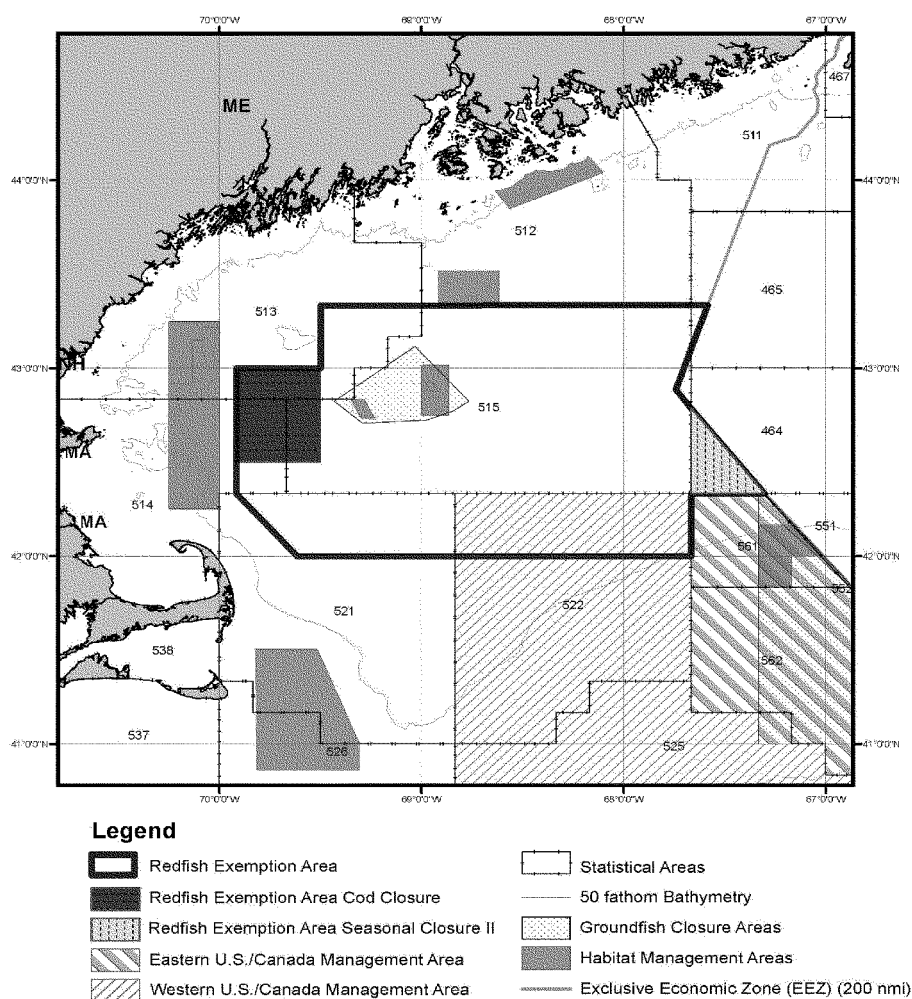 70°0'0"W 69°0'0"W 68°0'0"W 67°0'0"W
467
ME
511
44°0'0"N 44°0'0"N
512
465
513
43°0'0"N 43°0'0"N
NH
515
464
MA
514
MA
551
561
42°0'0"N 42°0'0"N
552
521
522
538
562
537
41°0'0"N 41°0'0"N
526
525
70°0'0"W 69°0'0"W 68°0'0"W 67°0'0"W
Legend
Redfish Exemption Area
Redfish Exemption Area Cod Closure
Redfish Exemption Area Seasonal Closure II
Eastern U.S./Canada Management Area
Western U.S./Canada Management Area
Statistical Areas
50 fathom Bathymetry
Groundfish Closure Areas
Habitat Management Areas
Exclusive Economic Zone (EEZ) (200 nmi)